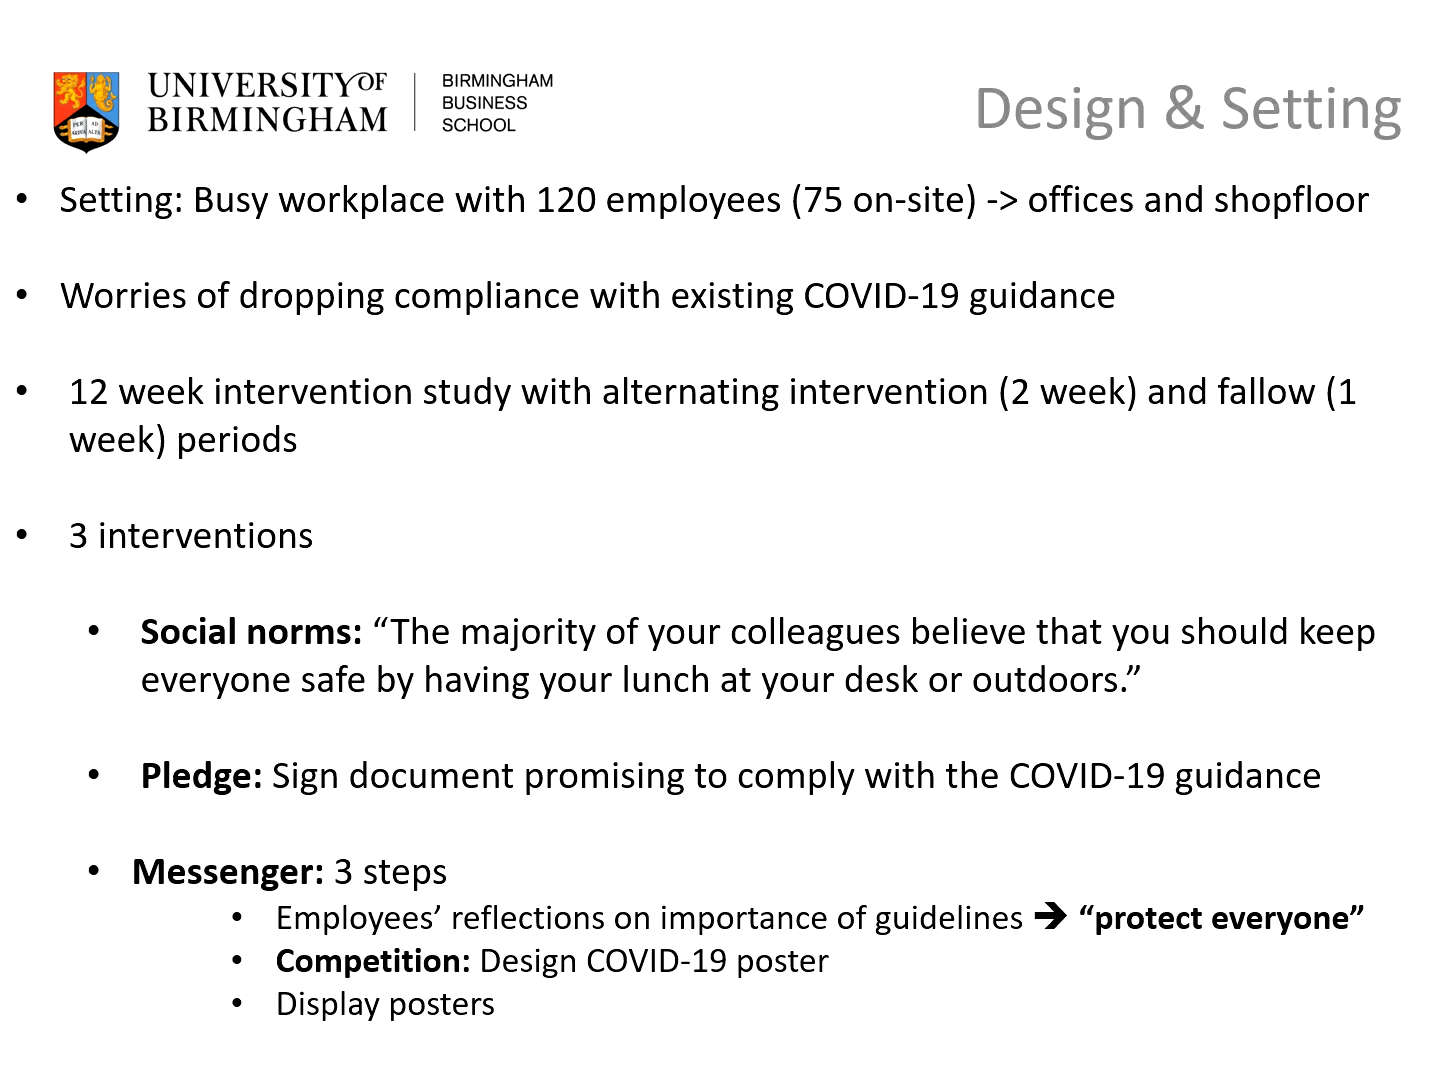 UNIVERSITY OF
BIRMINGHAM
BIRMINGHAM
BUSINESS
SCHOOL
PER AD
ARDUA ALTA
Design & Setting
• Setting: Busy workplace with 120 employees (75 on-site) -> offices and shopfloor
• Worries of dropping compliance with existing COVID-19 guidance
• 12 week intervention study with alternating intervention (2 week) and fallow (1
week) periods
• 3 interventions
• Social norms: “The majority of your colleagues believe that you should keep
everyone safe by having your lunch at your desk or outdoors.”
• Pledge: Sign document promising to comply with the COVID-19 guidance
• Messenger: 3 steps
• Employees’ reflections on importance of guidelines ➔ “protect everyone”
• Competition: Design COVID-19 poster
• Display posters